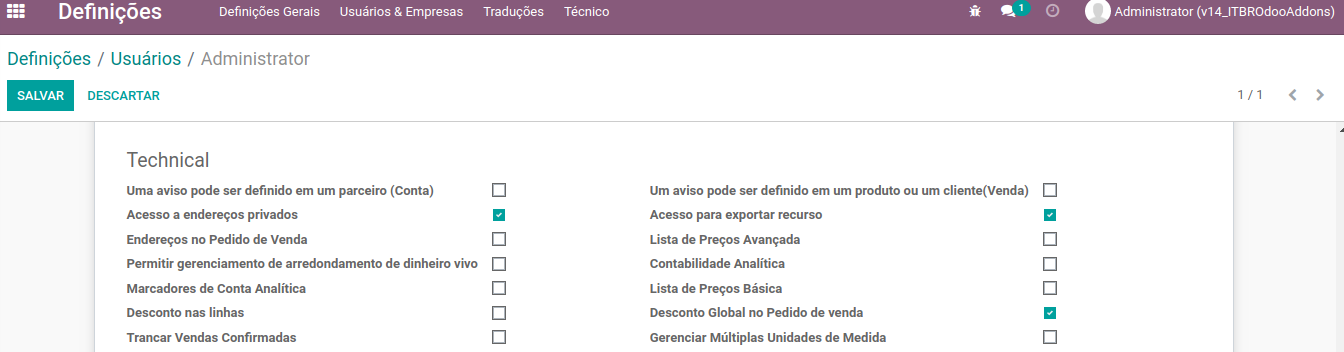 Definições Definições Gerais Usuários & Empresas Traduções Técnico 1 Administrator (v14_ITBROdooAddons)
Definições / Usuários / Administrator
SALVAR DESCARTAR 1 / 1
Technical
Uma aviso pode ser definido em um parceiro (Conta) Um aviso pode ser definido em um produto ou um cliente(Venda)
Acesso a endereços privados Acesso para exportar recurso
Endereços no Pedido de Venda Lista de Preços Avançada
Permitir gerenciamento de arredondamento de dinheiro vivo Contabilidade Analítica
Marcadores de Conta Analítica Lista de Preços Básica
Desconto nas linhas Desconto Global no Pedido de venda
Trancar Vendas Confirmadas Gerenciar Múltiplas Unidades de Medida